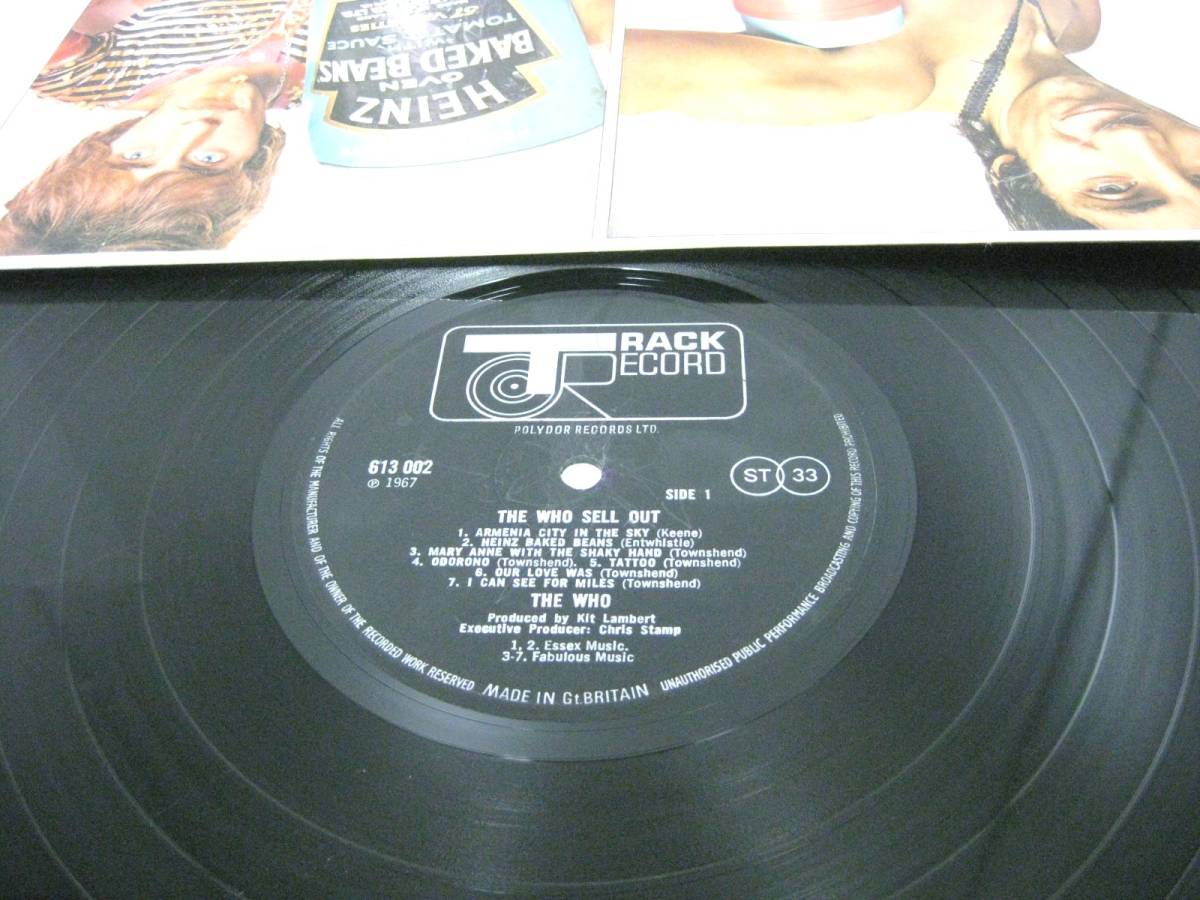 HEINZ
OVEN
BAKED BEANS
WITH
SAUCE
TRACK
RECORD
POLYDOR RECORDS LTD.
613 002
℗ 1967
SIDE 1
ST 33
THE WHO SELL OUT
1. ARMENIA CITY IN THE SKY (Keene)
2. HEINZ BAKED BEANS (Entwhistle)
3. MARY ANNE WITH THE SHAKY HAND (Townshend)
4. ODORONO (Townshend). 5. TATTOO (Townshend)
6. OUR LOVE WAS (Townshend)
7. I CAN SEE FOR MILES (Townshend)
THE WHO
Produced by Kit Lambert
Executive Producer: Chris Stamp
1, 2. Essex Music.
3-7. Fabulous Music
ALL RIGHTS OF THE MANUFACTURER AND OF THE OWNER OF THE RECORDED WORK RESERVED
MADE IN Gt. BRITAIN
UNAUTHORISED PUBLIC PERFORMANCE BROADCASTING AND COPYING OF THIS RECORD PROHIBITED